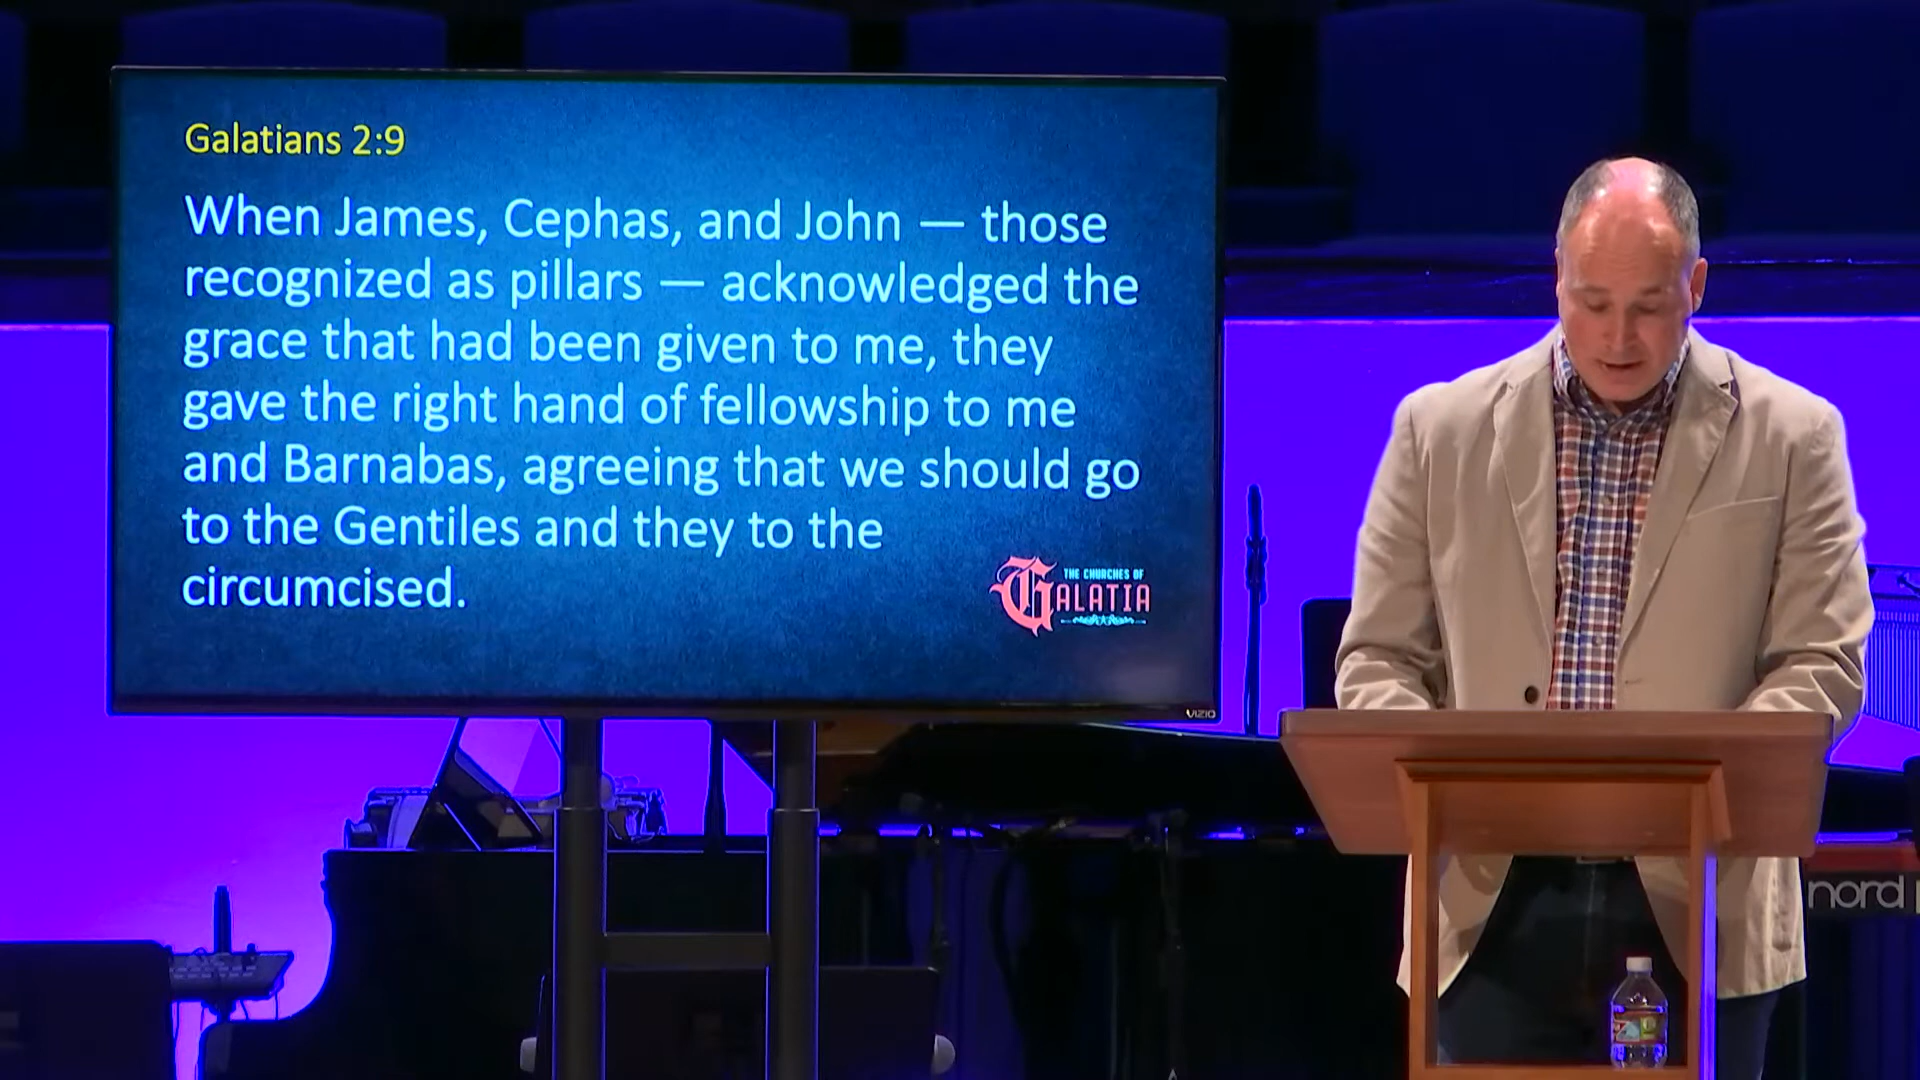 Galatians 2:9
When James, Cephas, and John — those
recognized as pillars — acknowledged the
grace that had been given to me, they
gave the right hand of fellowship to me
and Barnabas, agreeing that we should go
to the Gentiles and they to the
circumcised.
THE CHURCHES OF
GALATIA
VIZIO
nord